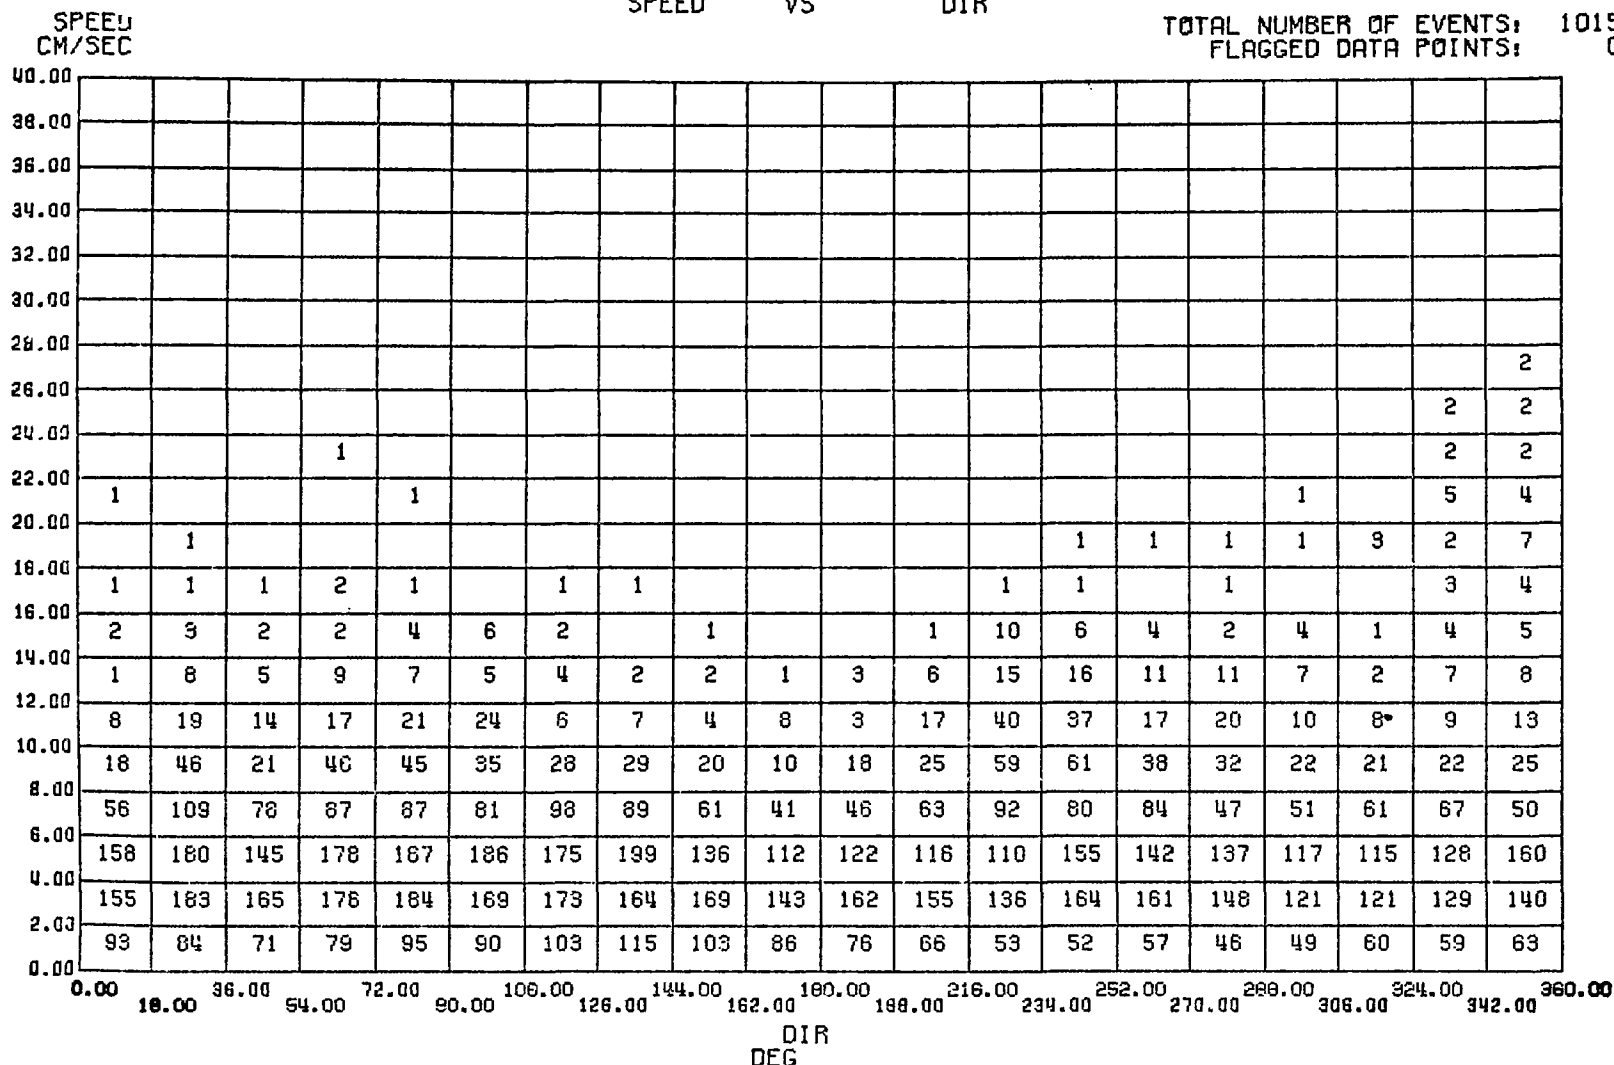 SPEED VS DIR
SPEED
CM/SEC
TOTAL NUMBER OF EVENTS: 1015
FLAGGED DATA POINTS: 0
40.00
38.00
36.00
34.00
32.00
30.00
28.00
2
26.00
2 2
24.00
1 2 2
22.00
1 1 1 5 4
20.00
1 1 1 1 1 3 2 7
18.00
1 1 1 2 1 1 1 1 1 1 3 4
16.00
2 3 2 2 4 6 2 1 1 10 6 4 2 4 1 4 5
14.00
1 8 5 9 7 5 4 2 2 1 3 6 15 16 11 11 7 2 7 8
12.00
8 19 14 17 21 24 6 7 4 8 3 17 40 37 17 20 10 8 9 13
10.00
18 46 21 46 45 35 28 29 20 10 18 25 59 61 38 32 22 21 22 25
8.00
56 109 78 87 87 81 98 89 61 41 46 63 92 80 84 47 51 61 67 50
6.00
158 180 145 178 167 186 175 199 136 112 122 116 110 155 142 137 117 115 128 160
4.00
155 183 165 178 184 169 173 164 169 143 162 155 136 164 161 148 121 121 129 140
2.00
93 84 71 79 95 90 103 115 103 86 76 66 53 52 57 46 49 60 59 63
0.00
0.00 36.00 72.00 108.00 144.00 180.00 216.00 252.00 288.00 324.00 360.00
18.00 54.00 90.00 126.00 162.00 198.00 234.00 270.00 306.00 342.00
DIR
DEG